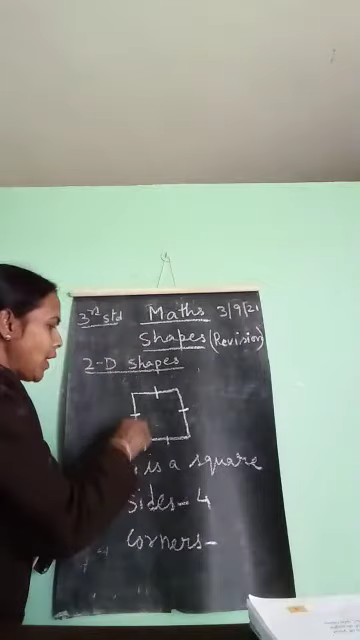 3rd std Maths 3/9/21
Shapes (Revision)
2-D shapes
is a square
sides - 4
corners -